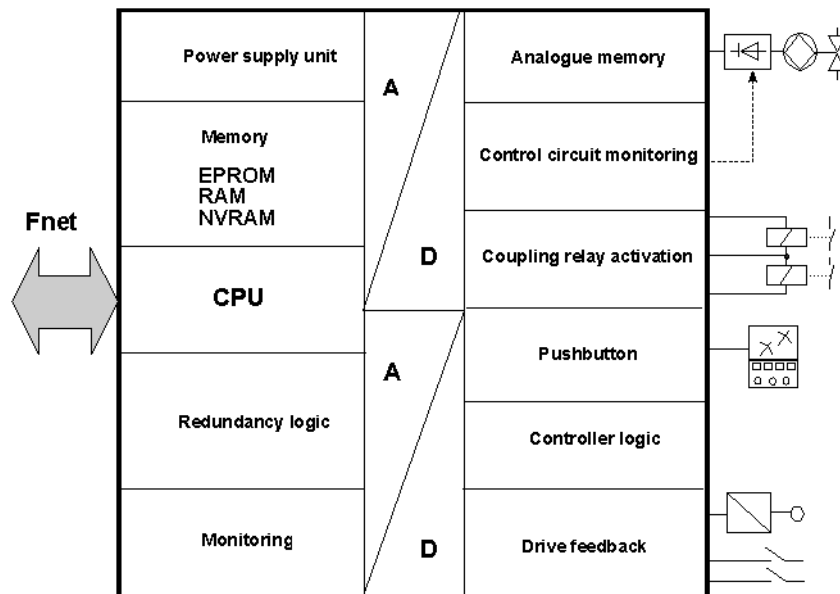 Power supply unit
Memory
EPROM
RAM
NVRAM
Fnet
CPU
Redundancy logic
Monitoring
A
D
A
D
Analogue memory
Control circuit monitoring
Coupling relay activation
Pushbutton
Controller logic
Drive feedback